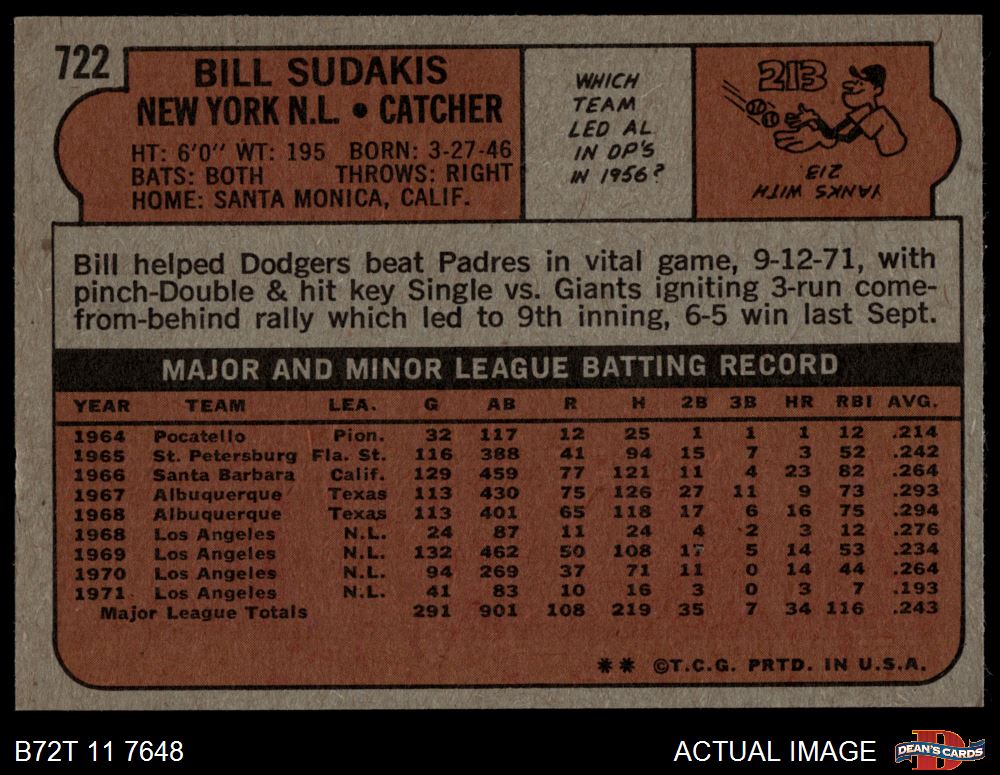 722
BILL SUDAKIS
NEW YORK N.L. • CATCHER
HT: 6'0" WT: 195 BORN: 3-27-46
BATS: BOTH THROWS: RIGHT
HOME: SANTA MONICA, CALIF.
WHICH
TEAM
LED AL
IN DP'S
IN 1956?
213
YANKS WITH
213
Bill helped Dodgers beat Padres in vital game, 9-12-71, with
pinch-Double & hit key Single vs. Giants igniting 3-run come-
from-behind rally which led to 9th inning, 6-5 win last Sept.
MAJOR AND MINOR LEAGUE BATTING RECORD
YEAR TEAM LEA. G AB R H 2B 3B HR RBI AVG.
1964 Pocatello Pion. 32 117 12 25 1 1 1 12 .214
1965 St. Petersburg Fla. St. 116 388 41 94 15 7 3 52 .242
1966 Santa Barbara Calif. 129 459 77 121 11 4 23 82 .264
1967 Albuquerque Texas 113 430 75 126 27 11 9 73 .293
1968 Albuquerque Texas 113 401 65 118 17 6 16 75 .294
1968 Los Angeles N.L. 24 87 11 24 4 2 3 12 .276
1969 Los Angeles N.L. 132 462 50 108 17 5 14 53 .234
1970 Los Angeles N.L. 94 269 37 71 11 0 14 44 .264
1971 Los Angeles N.L. 41 83 10 16 3 0 3 7 .193
Major League Totals 291 901 108 219 35 7 34 116 .243
** ©T.C.G. PRTD. IN U.S.A.
B72T 11 7648
ACTUAL IMAGE
DEAN'S CARDS